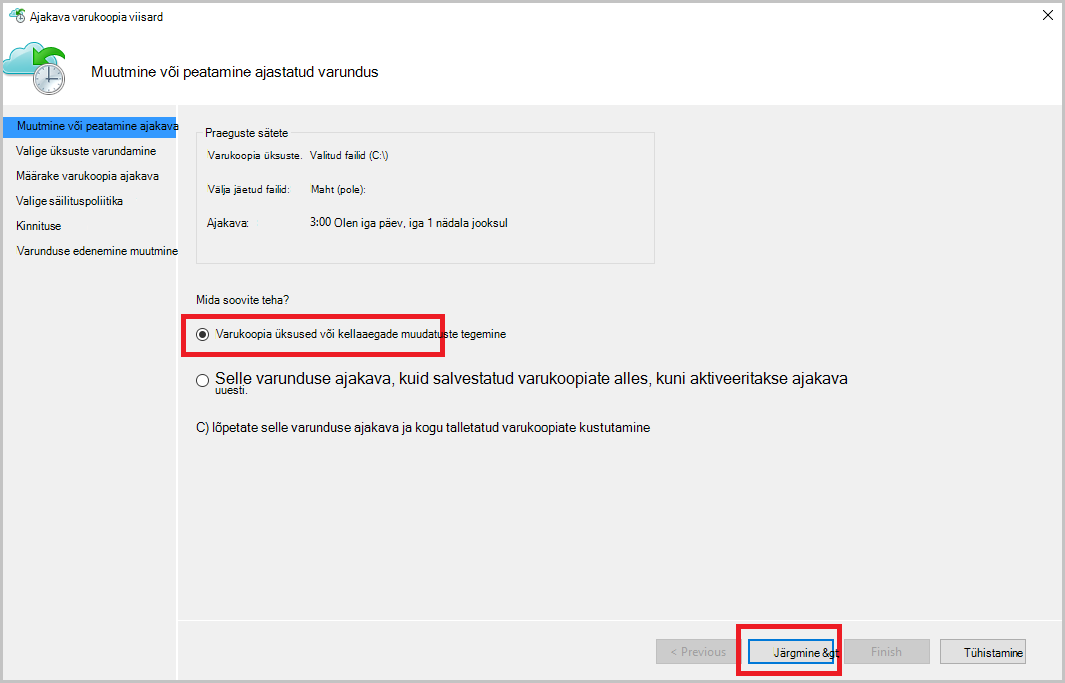 Ajakava varukoopia viisard
Muutmine või peatamine ajastatud varundus
Muutmine või peatamine ajakava
Valige üksuste varundamine
Määrake varukoopia ajakava
Valige säilituspoliitika
Kinnituse
Varunduse edenemine muutmine
Praeguste sätete
Varukoopia üksuste. Valitud failid (C:\)
Välja jäetud failid: Maht (pole):
Ajakava: 3:00 Olen iga päev, iga 1 nädala jooksul
Mida soovite teha?
Varukoopia üksused või kellaaegade muudatuste tegemine
Selle varunduse ajakava, kuid salvestatud varukoopiate alles, kuni aktiveeritakse ajakava
uuesti.
C) lõpetate selle varunduse ajakava ja kogu talletatud varukoopiate kustutamine
< Previous Järgmine &gt Finish Tühistamine